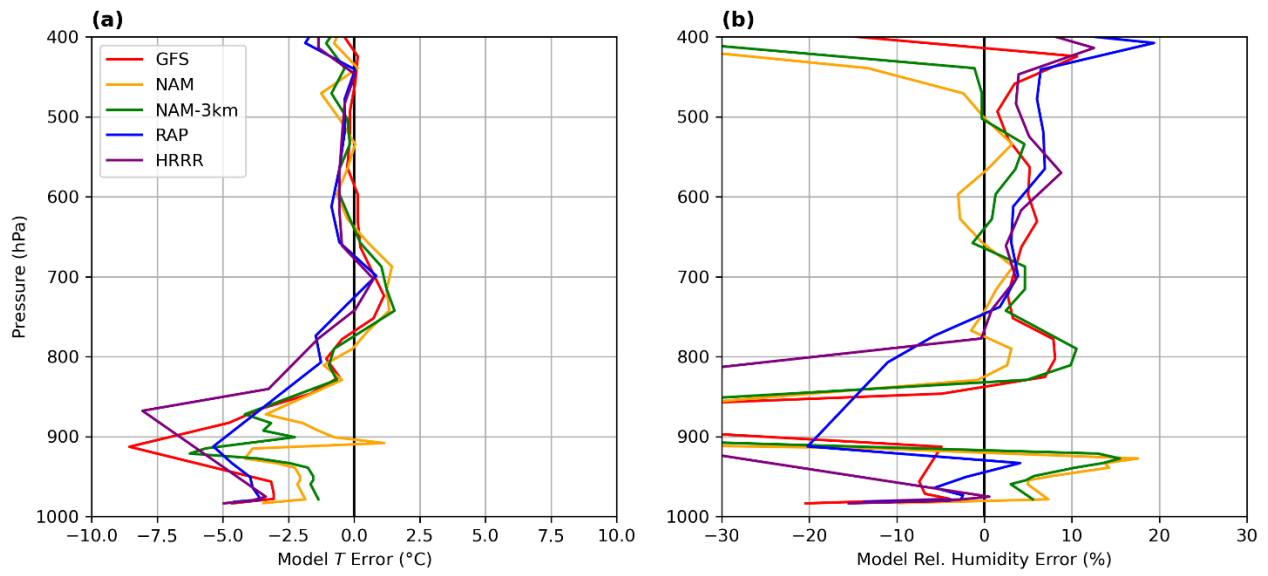 (a)
(b)
400
500
600
700
800
900
1000
Pressure (hPa)
GFS
NAM
NAM-3km
RAP
HRRR
−10.0 −7.5 −5.0 −2.5 0.0 2.5 5.0 7.5 10.0
Model T Error (°C)
400
500
600
700
800
900
1000
−30 −20 −10 0 10 20 30
Model Rel. Humidity Error (%)